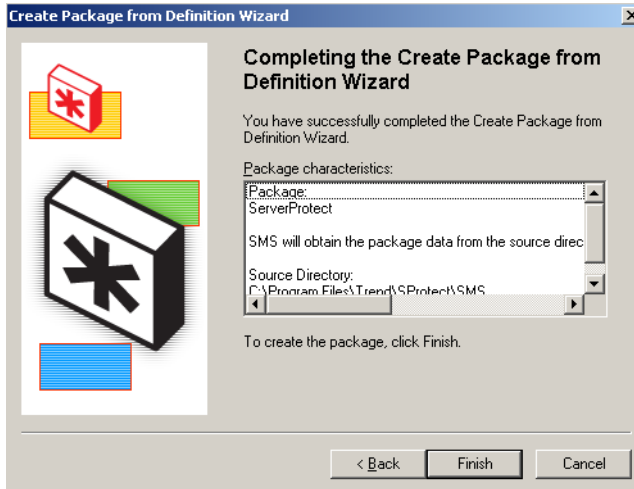 Create Package from Definition Wizard
Completing the Create Package from
Definition Wizard
You have successfully completed the Create Package from
Definition Wizard.
Package characteristics:
Package:
ServerProtect
SMS will obtain the package data from the source direc
Source Directory:
C:\Program Files\Trend\SProtect\SMS
To create the package, click Finish.
< Back
Finish
Cancel